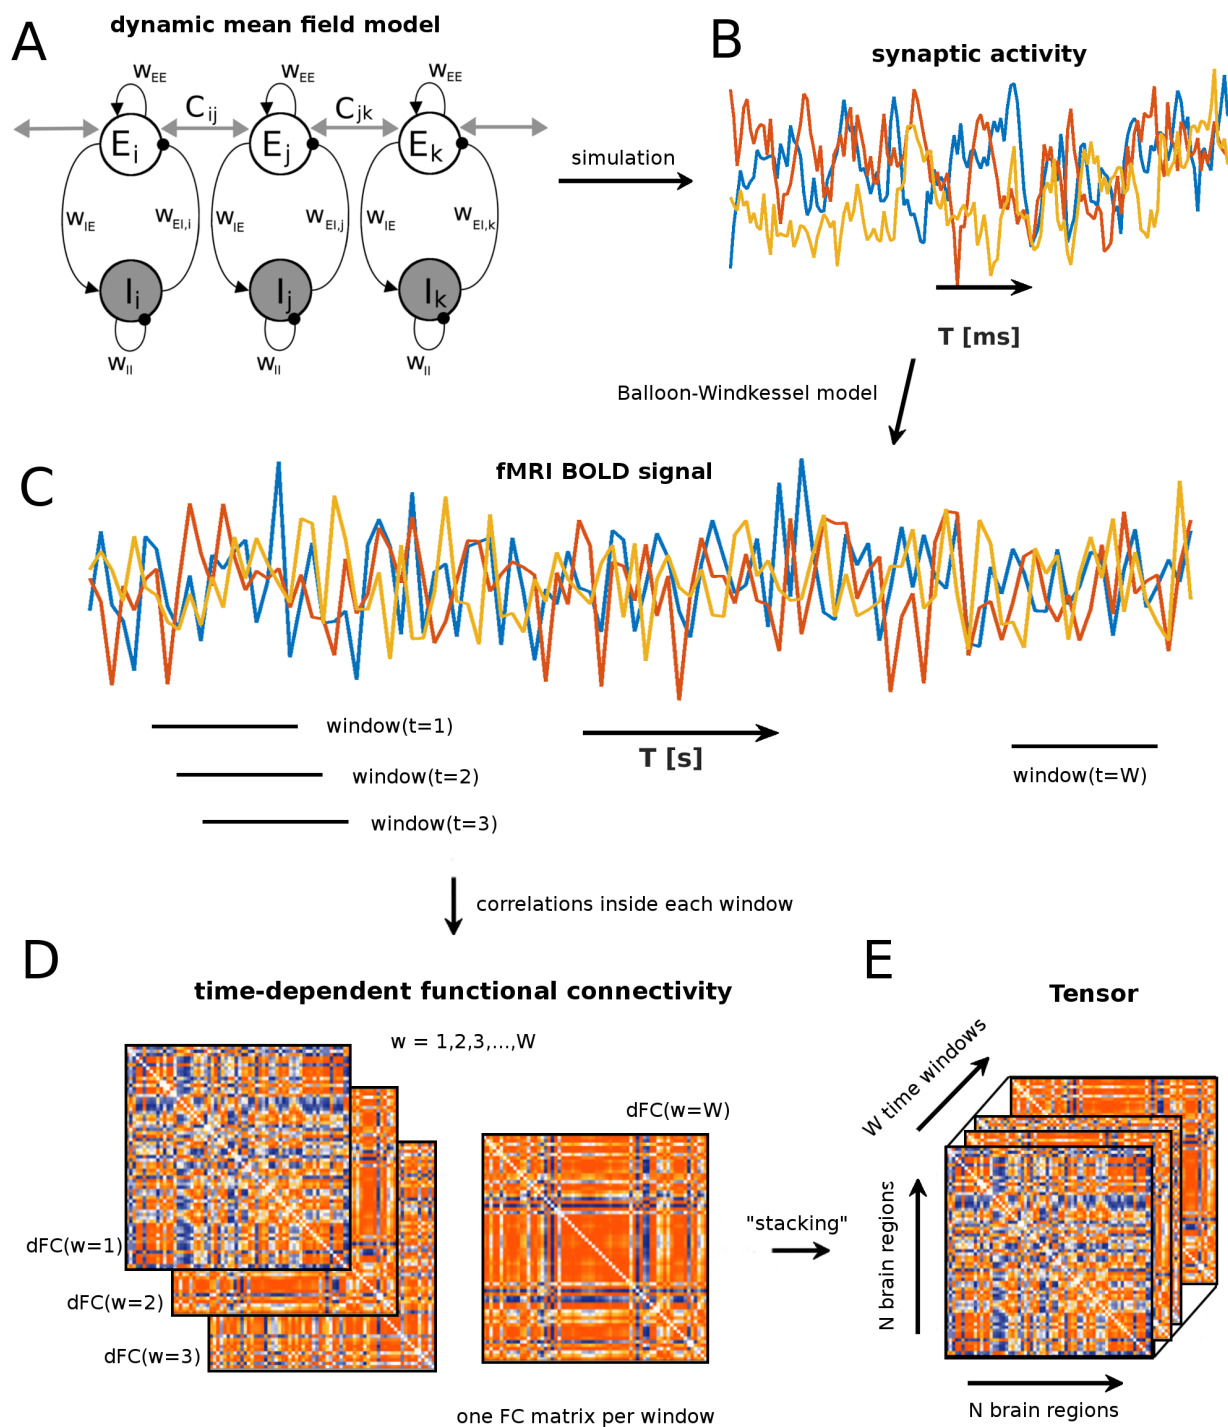 A
dynamic mean field model
w_EE
w_EE
w_EE
C_ij
C_jk
E_i
E_j
E_k
w_IE
w_EI,i
w_IE
w_EI,j
w_IE
w_EI,k
I_i
I_j
I_k
w_II
w_II
w_II
simulation
B
synaptic activity
T [ms]
Balloon-Windkessel model
C
fMRI BOLD signal
window(t=1)
window(t=2)
window(t=3)
T [s]
window(t=W)
correlations inside each window
D
time-dependent functional connectivity
w = 1,2,3,...,W
dFC(w=1)
dFC(w=2)
dFC(w=3)
dFC(w=W)
one FC matrix per window
"stacking"
E
Tensor
W time windows
N brain regions
N brain regions